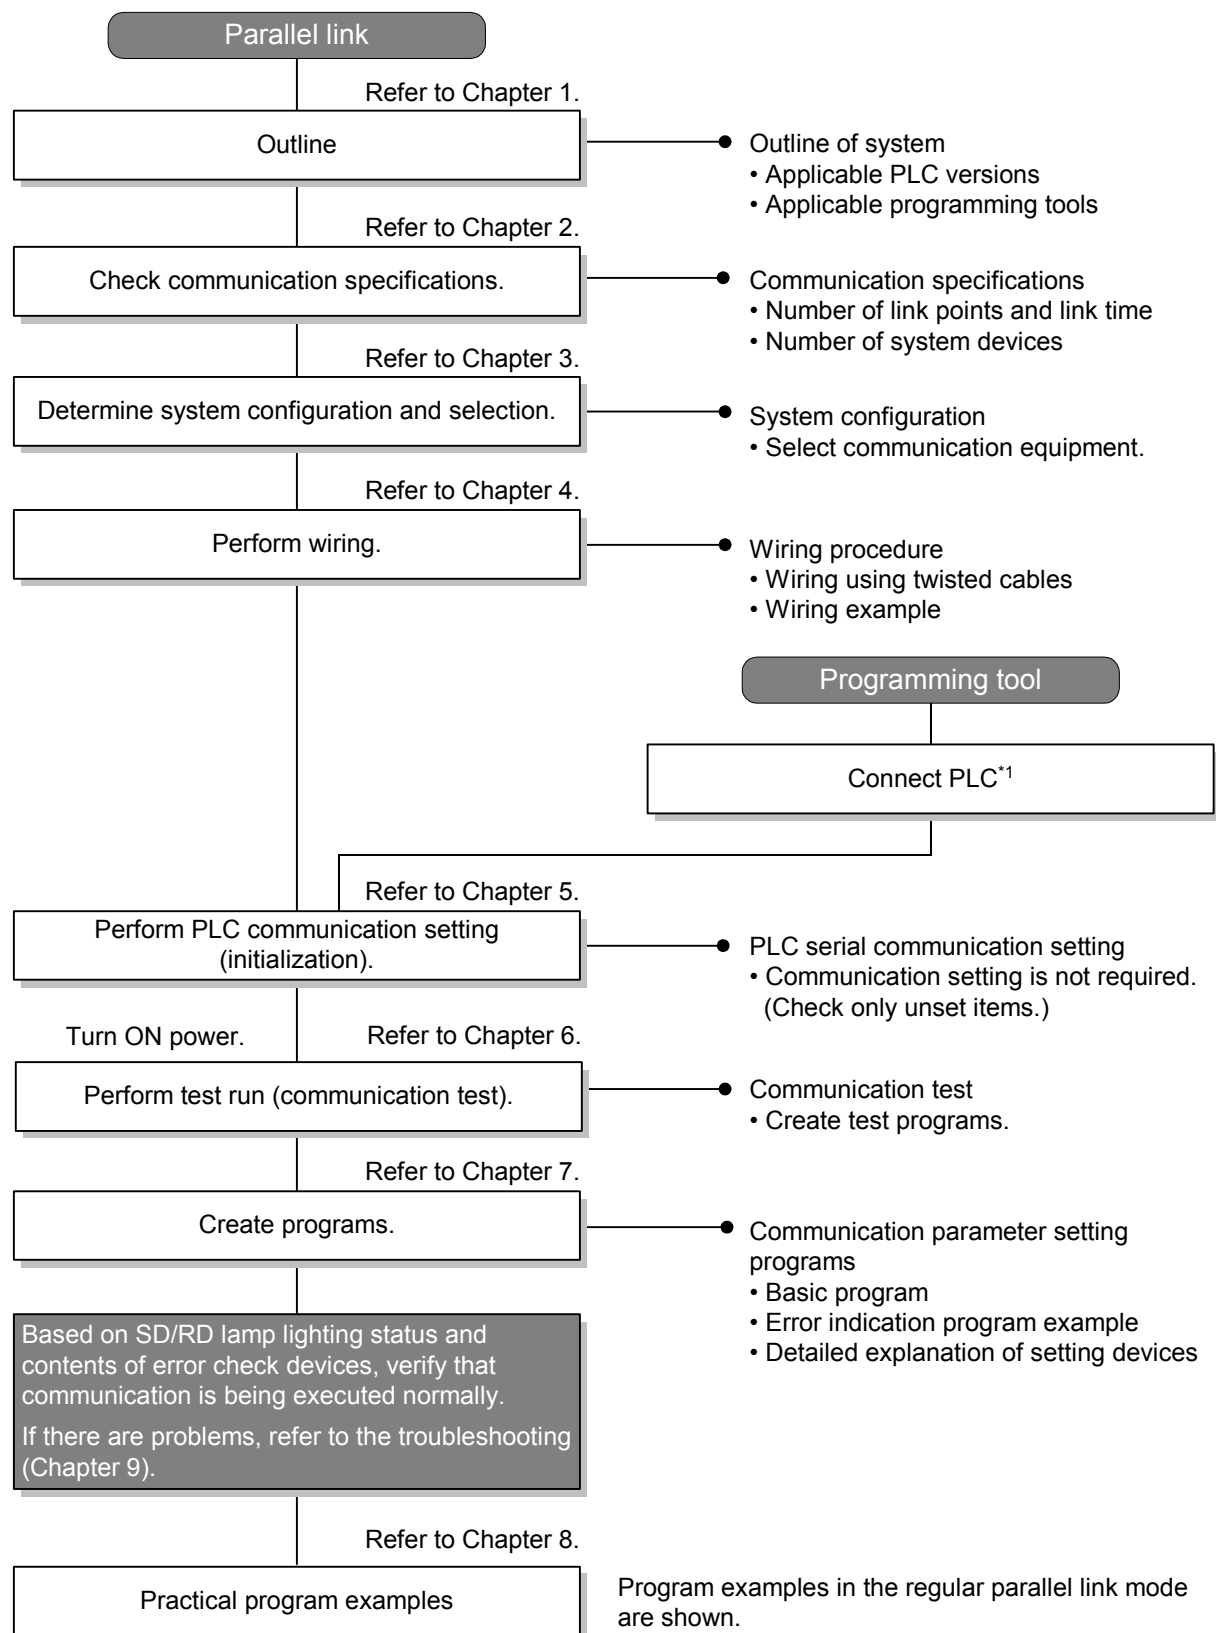 Parallel link
Refer to Chapter 1.
Outline
Outline of system
• Applicable PLC versions
• Applicable programming tools
Refer to Chapter 2.
Check communication specifications.
Communication specifications
• Number of link points and link time
• Number of system devices
Refer to Chapter 3.
Determine system configuration and selection.
System configuration
• Select communication equipment.
Refer to Chapter 4.
Perform wiring.
Wiring procedure
• Wiring using twisted cables
• Wiring example
Programming tool
Connect PLC*1
Refer to Chapter 5.
Perform PLC communication setting
(initialization).
PLC serial communication setting
• Communication setting is not required.
(Check only unset items.)
Turn ON power.
Refer to Chapter 6.
Perform test run (communication test).
Communication test
• Create test programs.
Refer to Chapter 7.
Create programs.
Communication parameter setting
programs
• Basic program
• Error indication program example
• Detailed explanation of setting devices
Based on SD/RD lamp lighting status and
contents of error check devices, verify that
communication is being executed normally.
If there are problems, refer to the troubleshooting
(Chapter 9).
Refer to Chapter 8.
Practical program examples
Program examples in the regular parallel link mode
are shown.